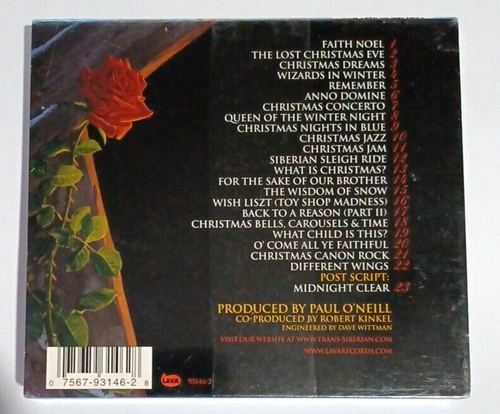 FAITH NOEL 1
THE LOST CHRISTMAS EVE 2
CHRISTMAS DREAMS 3
WIZARDS IN WINTER 4
REMEMBER 5
ANNO DOMINE 6
CHRISTMAS CONCERTO 7
QUEEN OF THE WINTER NIGHT 8
CHRISTMAS NIGHTS IN BLUE 9
CHRISTMAS JAZZ 10
CHRISTMAS JAM 11
SIBERIAN SLEIGH RIDE 12
WHAT IS CHRISTMAS? 13
FOR THE SAKE OF OUR BROTHER 14
THE WISDOM OF SNOW 15
WISH LISZT (TOY SHOP MADNESS) 16
BACK TO A REASON (PART II) 17
CHRISTMAS BELLS, CAROUSELS & TIME 18
WHAT CHILD IS THIS? 19
O' COME ALL YE FAITHFUL 20
CHRISTMAS CANON ROCK 21
DIFFERENT WINGS 22
POST SCRIPT:
MIDNIGHT CLEAR 23
PRODUCED BY PAUL O'NEILL
CO-PRODUCED BY ROBERT KINKEL
ENGINEERED BY DAVE WITTMAN
VISIT OUR WEBSITE AT WWW.TRANS-SIBERIAN.COM
WWW.LAVARECORDS.COM
0 7567-93146-2 8
LAVA
93146-2